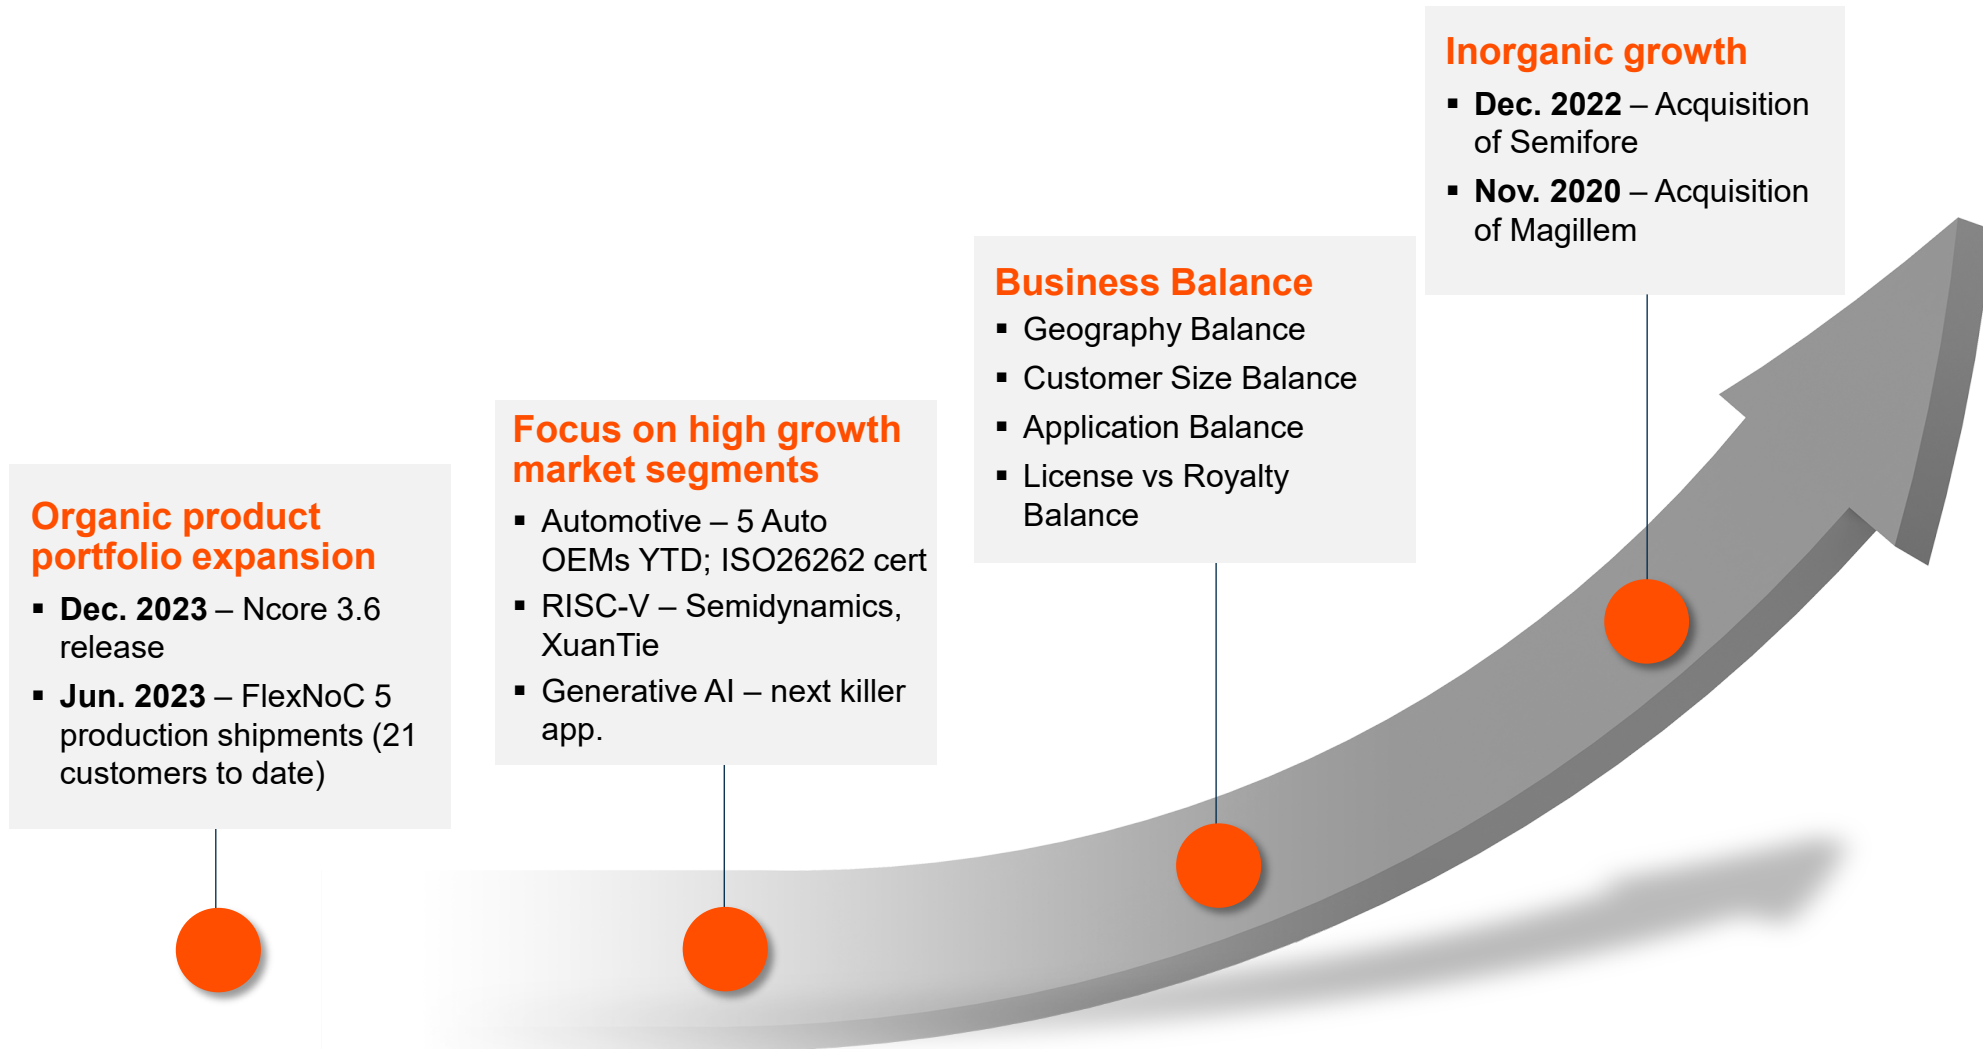 Organic product
portfolio expansion
▪ Dec. 2023 – Ncore 3.6
release
▪ Jun. 2023 – FlexNoC 5
production shipments (21
customers to date)
Focus on high growth
market segments
▪ Automotive – 5 Auto
OEMs YTD; ISO26262 cert
▪ RISC-V – Semidynamics,
XuanTie
▪ Generative AI – next killer
app.
Business Balance
▪ Geography Balance
▪ Customer Size Balance
▪ Application Balance
▪ License vs Royalty
Balance
Inorganic growth
▪ Dec. 2022 – Acquisition
of Semifore
▪ Nov. 2020 – Acquisition
of Magillem